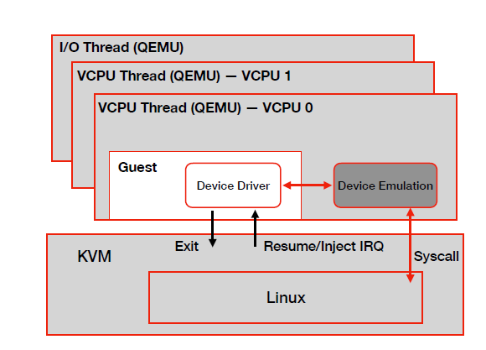 I/O Thread (QEMU)
VCPU Thread (QEMU) — VCPU 1
VCPU Thread (QEMU) — VCPU 0
Guest
Device Driver
Device Emulation
Exit
Resume/Inject IRQ
KVM
Syscall
Linux